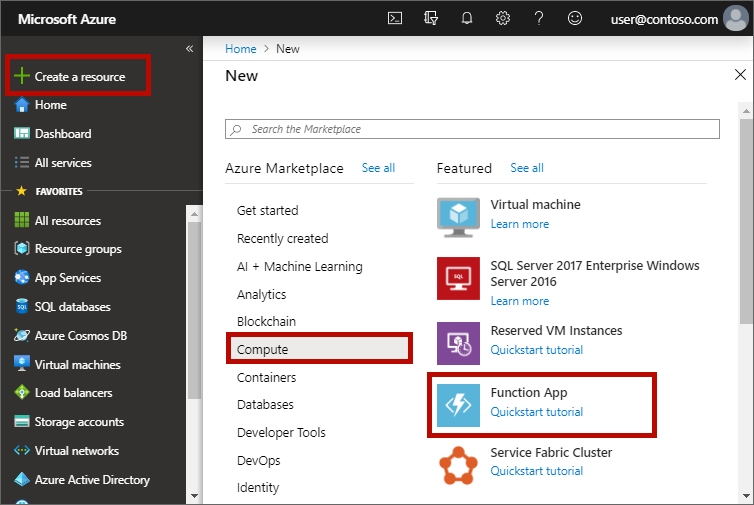 Microsoft Azure
user@contoso.com
Create a resource
Home
Dashboard
All services
FAVORITES
All resources
Resource groups
App Services
SQL databases
Azure Cosmos DB
Virtual machines
Load balancers
Storage accounts
Virtual networks
Azure Active Directory
Home > New
New
Search the Marketplace
Azure Marketplace See all
Get started
Recently created
AI + Machine Learning
Analytics
Blockchain
Compute
Containers
Databases
Developer Tools
DevOps
Identity
Featured See all
Virtual machine
Learn more
SQL Server 2017 Enterprise Windows
Server 2016
Learn more
Reserved VM Instances
Quickstart tutorial
Function App
Quickstart tutorial
Service Fabric Cluster
Quickstart tutorial